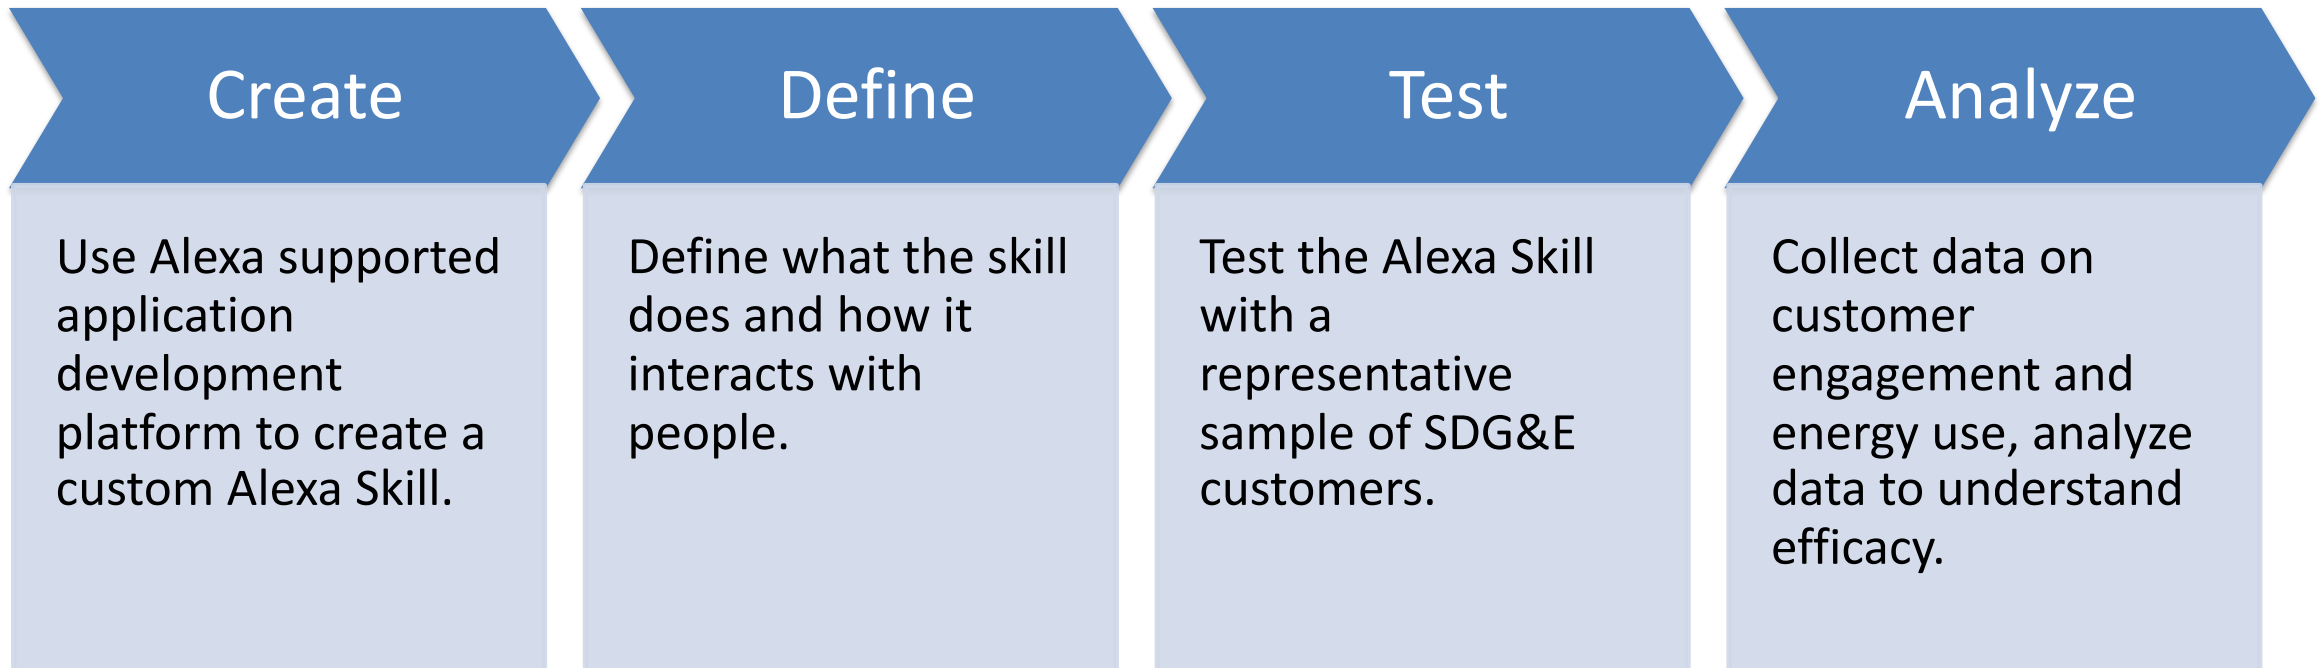 Create
Use Alexa supported
application
development
platform to create a
custom Alexa Skill.
Define
Define what the skill
does and how it
interacts with
people.
Test
Test the Alexa Skill
with a
representative
sample of SDG&E
customers.
Analyze
Collect data on
customer
engagement and
energy use, analyze
data to understand
efficacy.